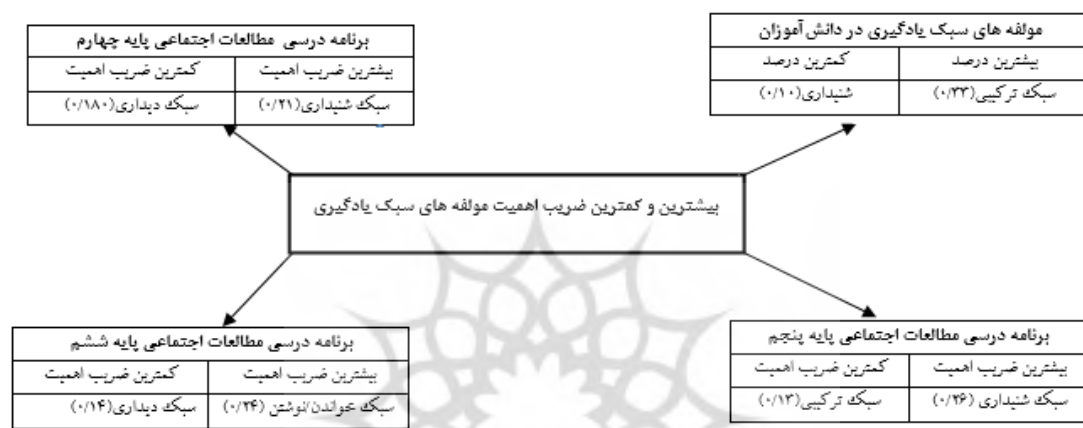 مولفه های سبک یادگیری در دانش آموزان
بیشترین درصد کمترین درصد
سبک ترکیبی(۰/۳۳) شنیداری(۰/۱۰)
برنامه درسی مطالعات اجتماعی پایه چهارم
بیشترین ضریب اهمیت کمترین ضریب اهمیت
سبک شنیداری(۰/۲۱) سبک دیداری(۰/۱۸۰)
بیشترین و کمترین ضریب اهمیت مولفه های سبک یادگیری
برنامه درسی مطالعات اجتماعی پایه پنجم
بیشترین ضریب اهمیت کمترین ضریب اهمیت
سبک شنیداری (۰/۲۶) سبک ترکیبی(۰/۱۳)
برنامه درسی مطالعات اجتماعی پایه ششم
بیشترین ضریب اهمیت کمترین ضریب اهمیت
سبک خواندن/نوشتن (۰/۲۴) سبک دیداری(۰/۱۴)